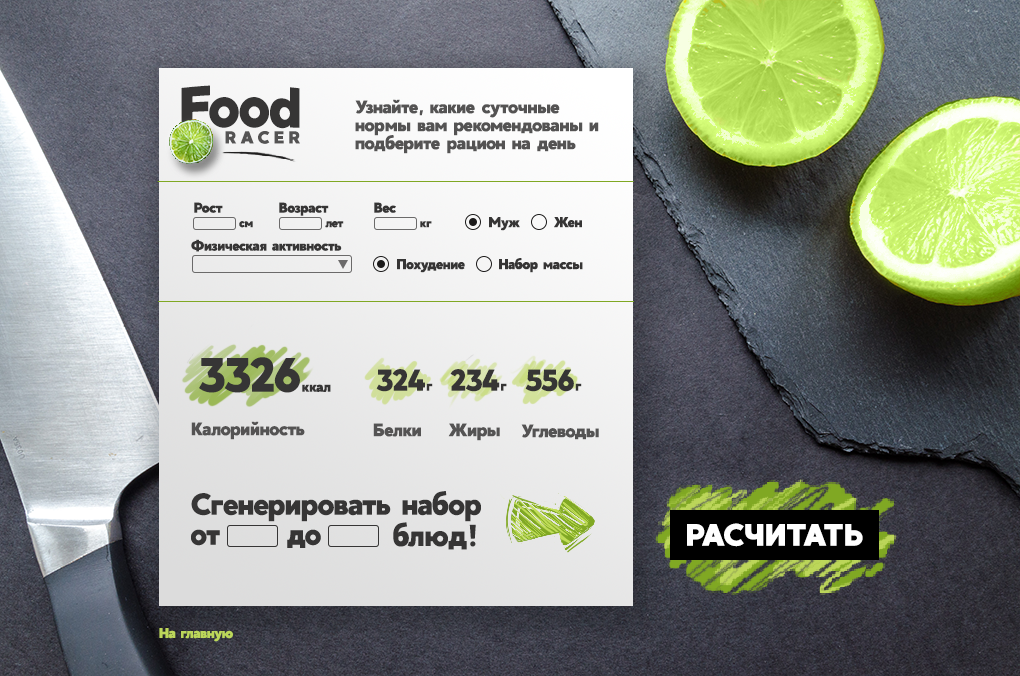 Food
RACER
Узнайте, какие суточные
нормы вам рекомендованы и
подберите рацион на день
Рост см
Возраст лет
Вес кг
Муж Жен
Физическая активность
Похудение Набор массы
3326 ккал
324г 234г 556г
Калорийность Белки Жиры Углеводы
Сгенерировать набор
от до блюд!
РАСЧИТАТЬ
На главную